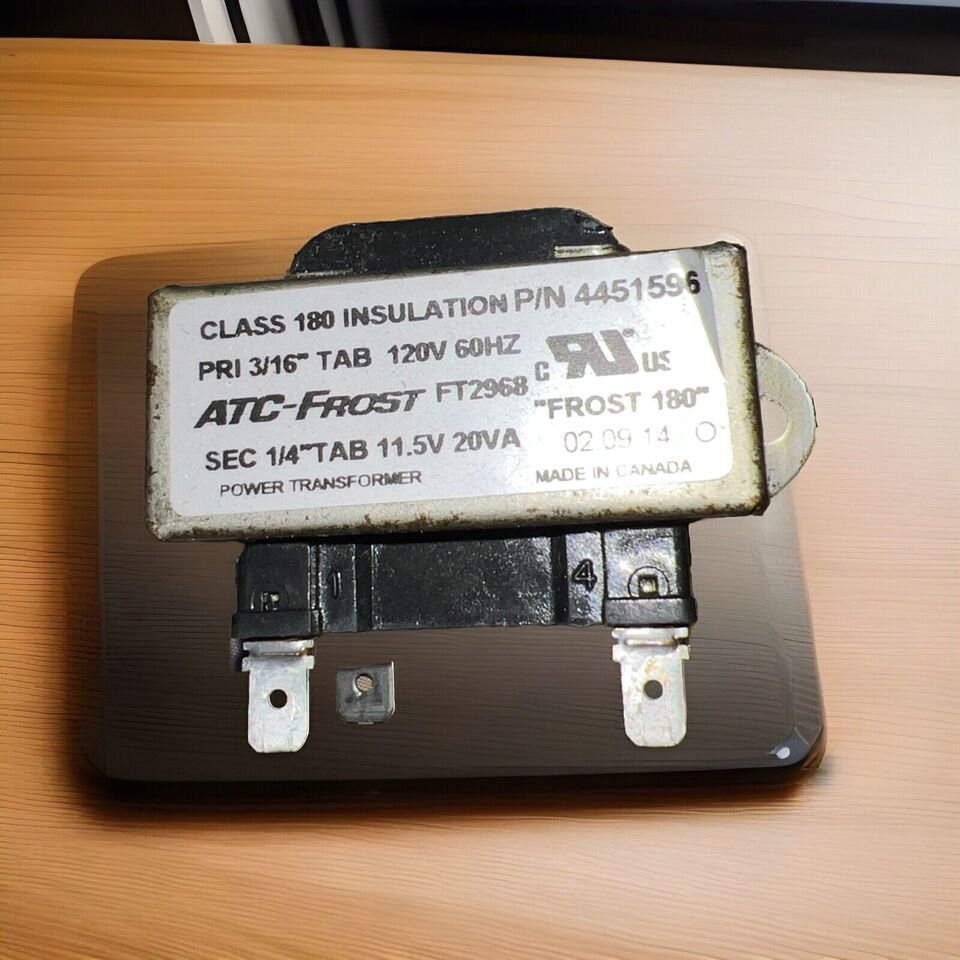 CLASS 180 INSULATION P/N 4451596
PRI 3/16" TAB 120V 60HZ C RU US
ATC-FROST FT2968 "FROST 180"
SEC 1/4"TAB 11.5V 20VA 02 09 14 O
POWER TRANSFORMER MADE IN CANADA
1 4